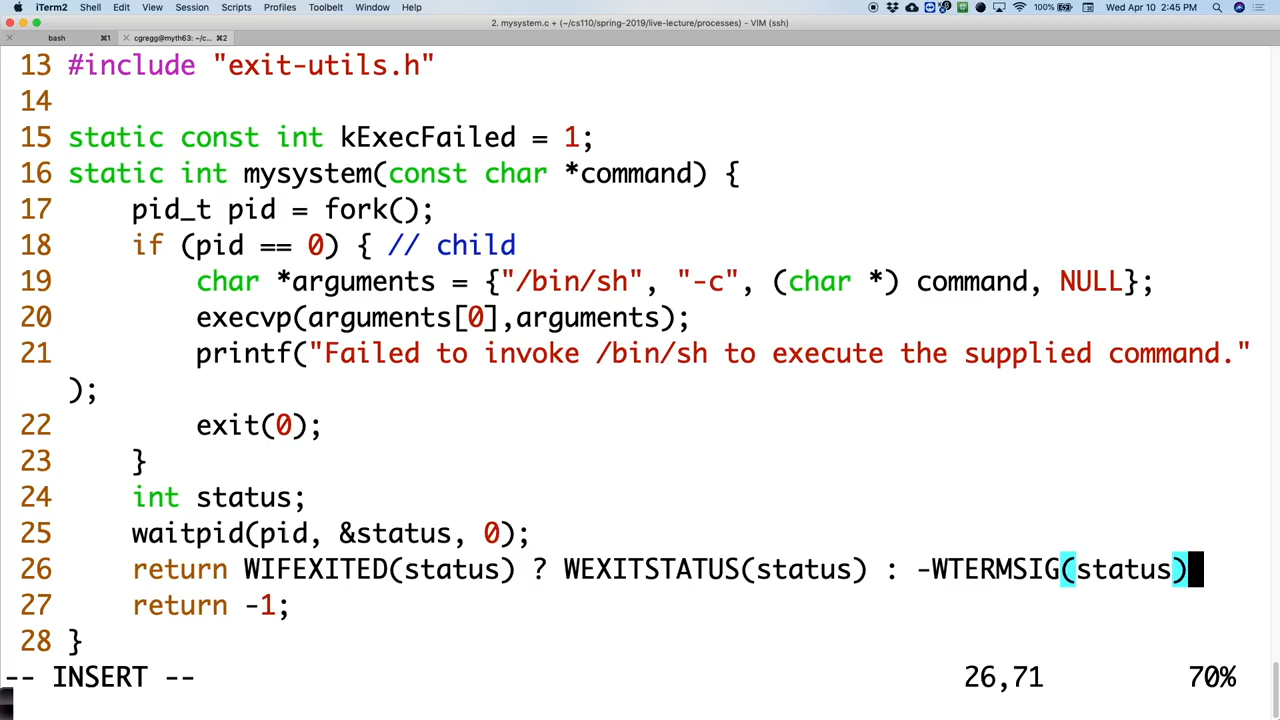 iTerm2 Shell Edit View Session Scripts Profiles Toolbelt Window Help 100% Wed Apr 10 2:45 PM
2. mysystem.c + (~/cs110/spring-2019/live-lecture/processes) - VIM (ssh)
bash ⌘1 cgregg@myth63: ~/c... ⌘2
13 #include "exit-utils.h"
14
15 static const int kExecFailed = 1;
16 static int mysystem(const char *command) {
17 pid_t pid = fork();
18 if (pid == 0) { // child
19 char *arguments = {"/bin/sh", "-c", (char *) command, NULL};
20 execvp(arguments[0],arguments);
21 printf("Failed to invoke /bin/sh to execute the supplied command."
);
22 exit(0);
23 }
24 int status;
25 waitpid(pid, &status, 0);
26 return WIFEXITED(status) ? WEXITSTATUS(status) : -WTERMSIG(status)
27 return -1;
28 }
-- INSERT -- 26,71 70%